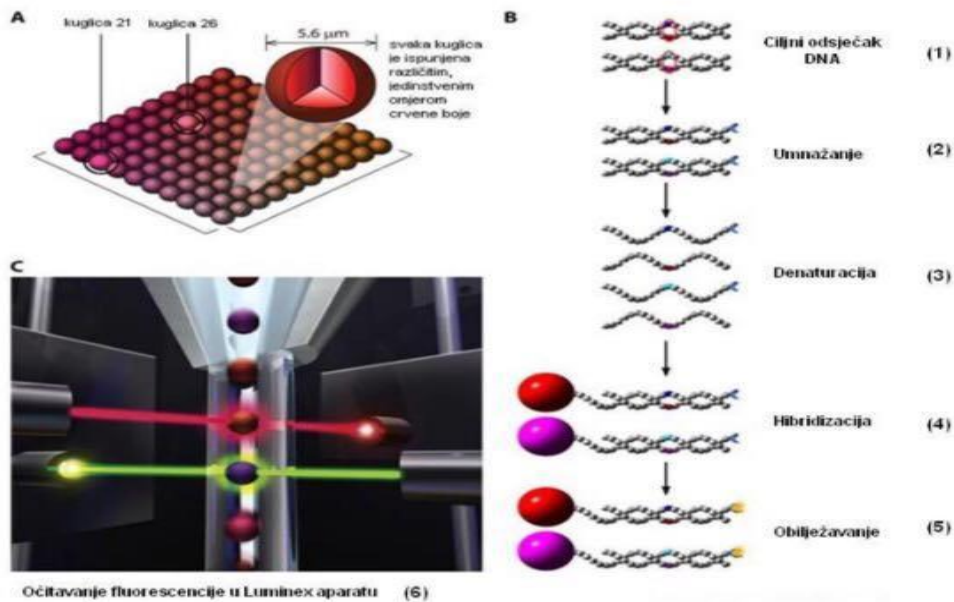 A
kuglica 21 kuglica 26
5.6 µm
svaka kuglica
je ispunjena
različitim,
jedinstvenim
omjerom
crvene boje
B
Ciljni odsječak
DNA
(1)
Umnažanje (2)
Denaturacija (3)
Hibridizacija (4)
Obilježavanje (5)
C
Očitavanje fluorescencije u Luminex aparatu (6)